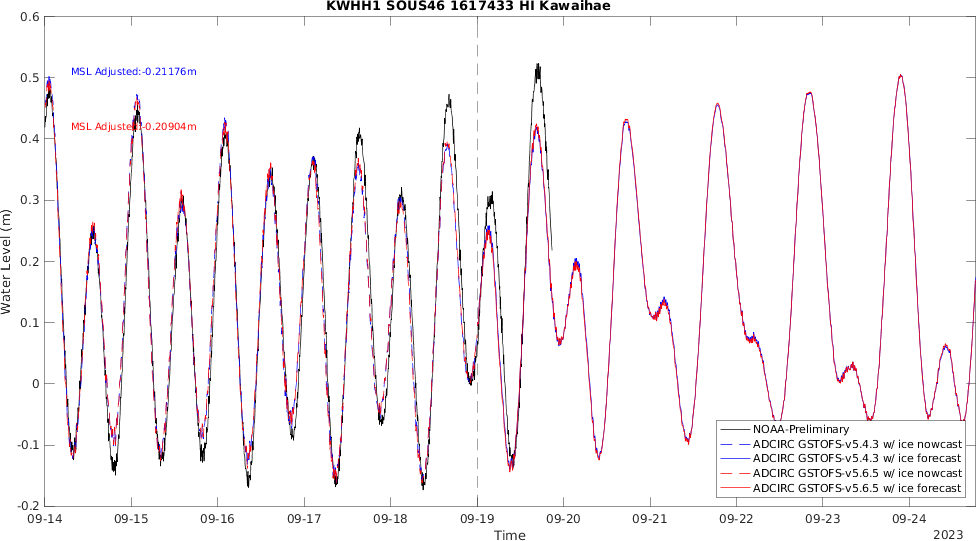 KWHH1 SOUS46 1617433 HI Kawaihae
0.6
0.5
0.4
0.3
0.2
0.1
0
-0.1
-0.2
Water Level (m)
MSL Adjusted:-0.21176m
MSL Adjusted:-0.20904m
NOAA-Preliminary
ADCIRC GSTOFS-v5.4.3 w/ ice nowcast
ADCIRC GSTOFS-v5.4.3 w/ ice forecast
ADCIRC GSTOFS-v5.6.5 w/ ice nowcast
ADCIRC GSTOFS-v5.6.5 w/ ice forecast
09-14 09-15 09-16 09-17 09-18 09-19 09-20 09-21 09-22 09-23 09-24
Time
2023